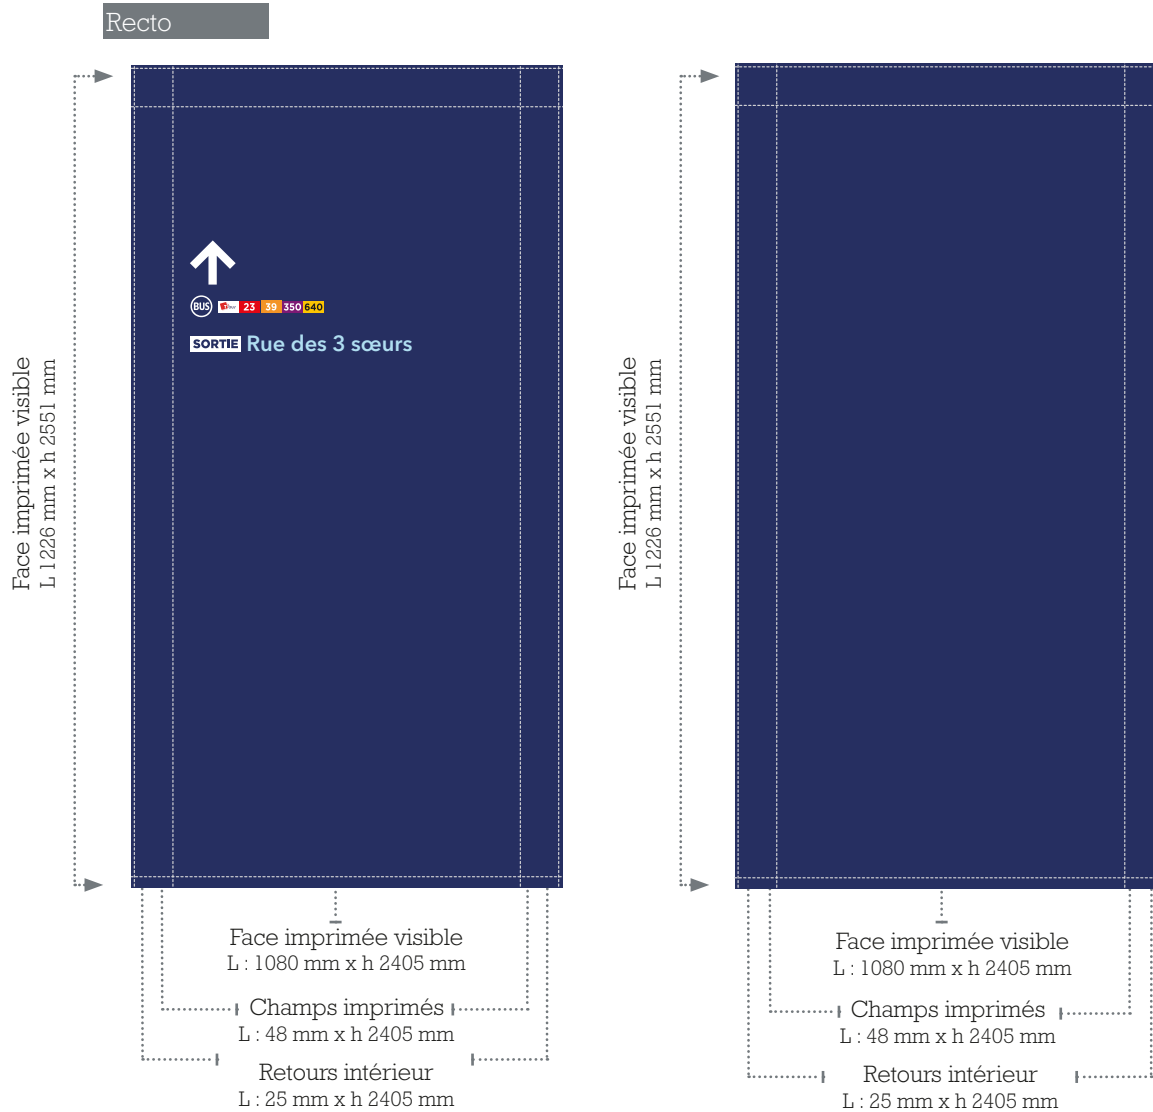 Recto
Face imprimée visible
L 1226 mm x h 2551 mm
BUS 23 39 350 640
SORTIE Rue des 3 sœurs
Face imprimée visible
L : 1080 mm x h 2405 mm
Champs imprimés
L : 48 mm x h 2405 mm
Retours intérieur
L : 25 mm x h 2405 mm
Face imprimée visible
L 1226 mm x h 2551 mm
Face imprimée visible
L : 1080 mm x h 2405 mm
Champs imprimés
L : 48 mm x h 2405 mm
Retours intérieur
L : 25 mm x h 2405 mm